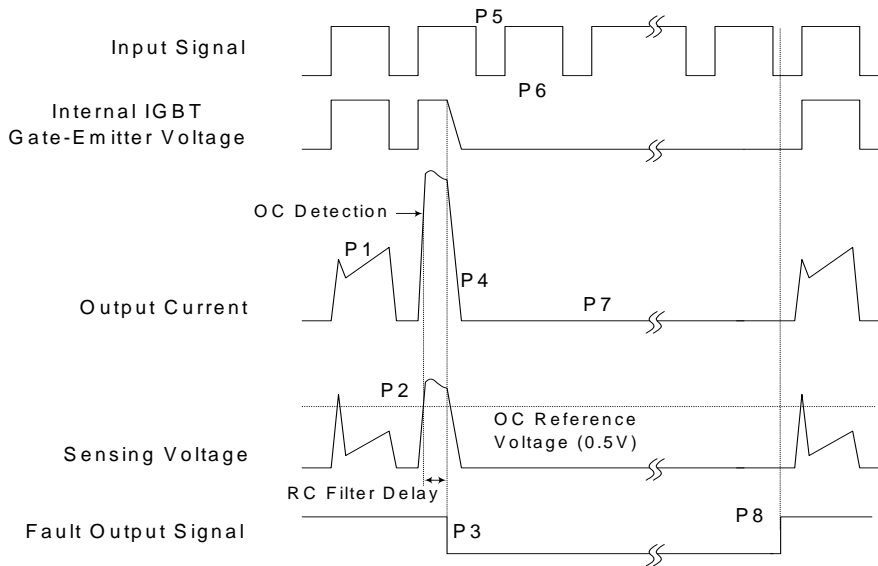 P5
Input Signal
P6
Internal IGBT
Gate-Emitter Voltage
OC Detection
P1
P4
Output Current
P7
P2
OC Reference
Voltage (0.5V)
Sensing Voltage
RC Filter Delay
Fault Output Signal
P3
P8